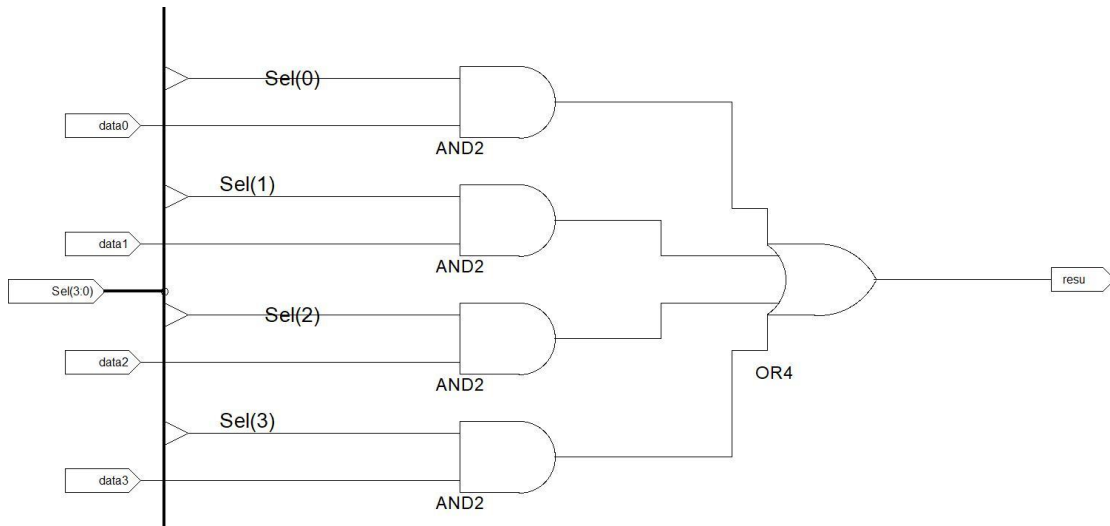 Sel(0)
data0
AND2
Sel(1)
data1
AND2
Sel(3:0)
Sel(2)
data2
AND2
resu
OR4
Sel(3)
data3
AND2